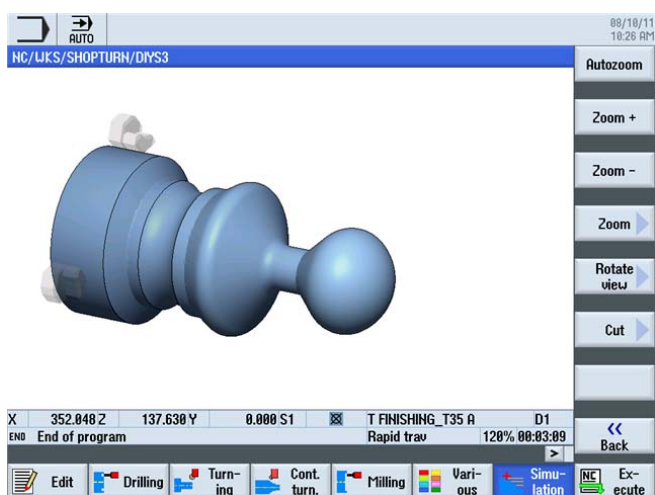 08/10/11
10:26 AM
AUTO
NC/WKS/SHOPTURN/DIYS3
Autozoom
Zoom +
Zoom -
Zoom
Rotate
view
Cut
X 352.048 Z 137.630 Y 0.000 S1 T FINISHING_T35 A D1
END End of program Rapid trav 120% 00:03:09
<<
Back
>
Edit
Drilling
Turn-
ing
Cont.
turn.
Milling
Vari-
ous
Simu-
lation
NC Ex-
ecute